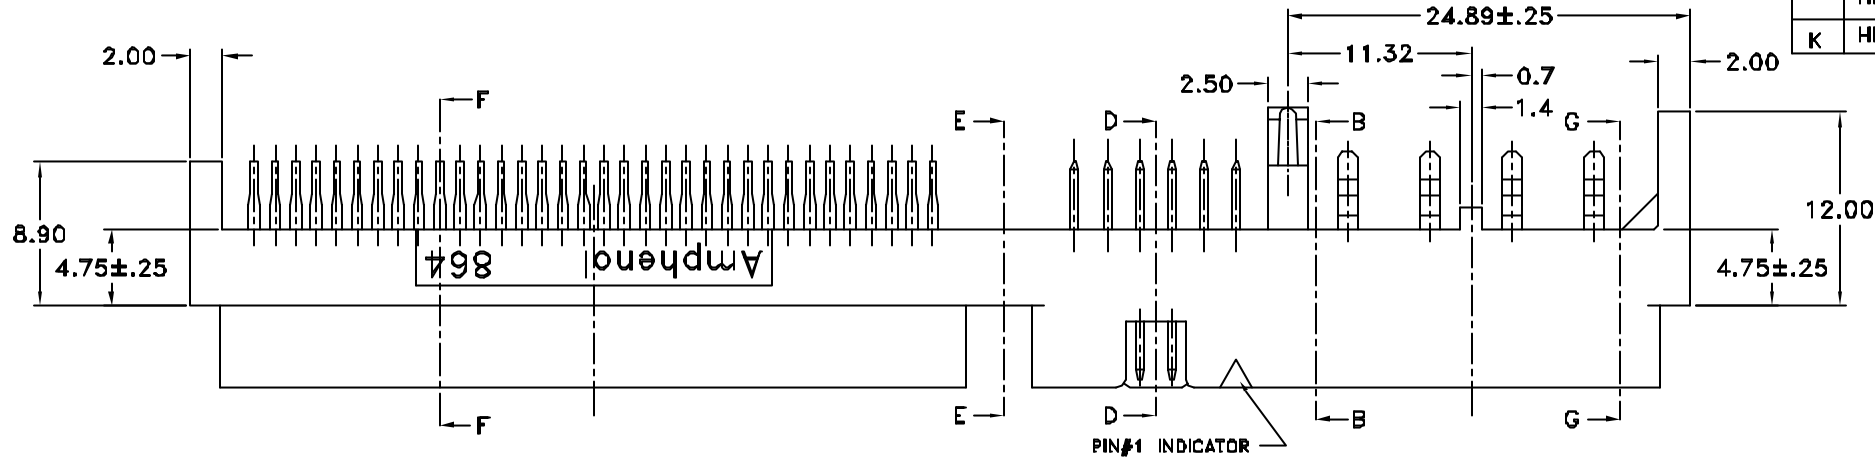 24.89±.25
K
2.00
11.32
0.7
2.00
2.50
1.4
F
E
D
B
G
8.90
4.75±.25
864
Amphenol
12.00
4.75±.25
F
E
D
B
G
PIN#1 INDICATOR